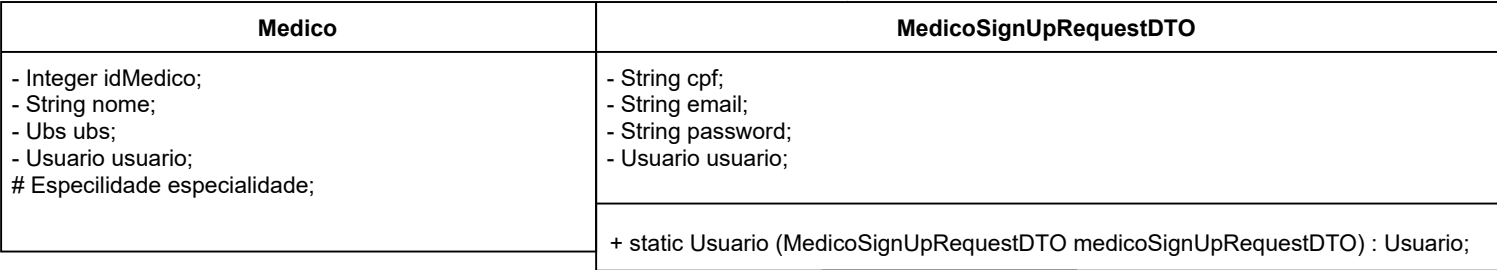 Medico
- Integer idMedico;
- String nome;
- Ubs ubs;
- Usuario usuario;
# Especilidade especialidade;
MedicoSignUpRequestDTO
- String cpf;
- String email;
- String password;
- Usuario usuario;
+ static Usuario (MedicoSignUpRequestDTO medicoSignUpRequestDTO) : Usuario;